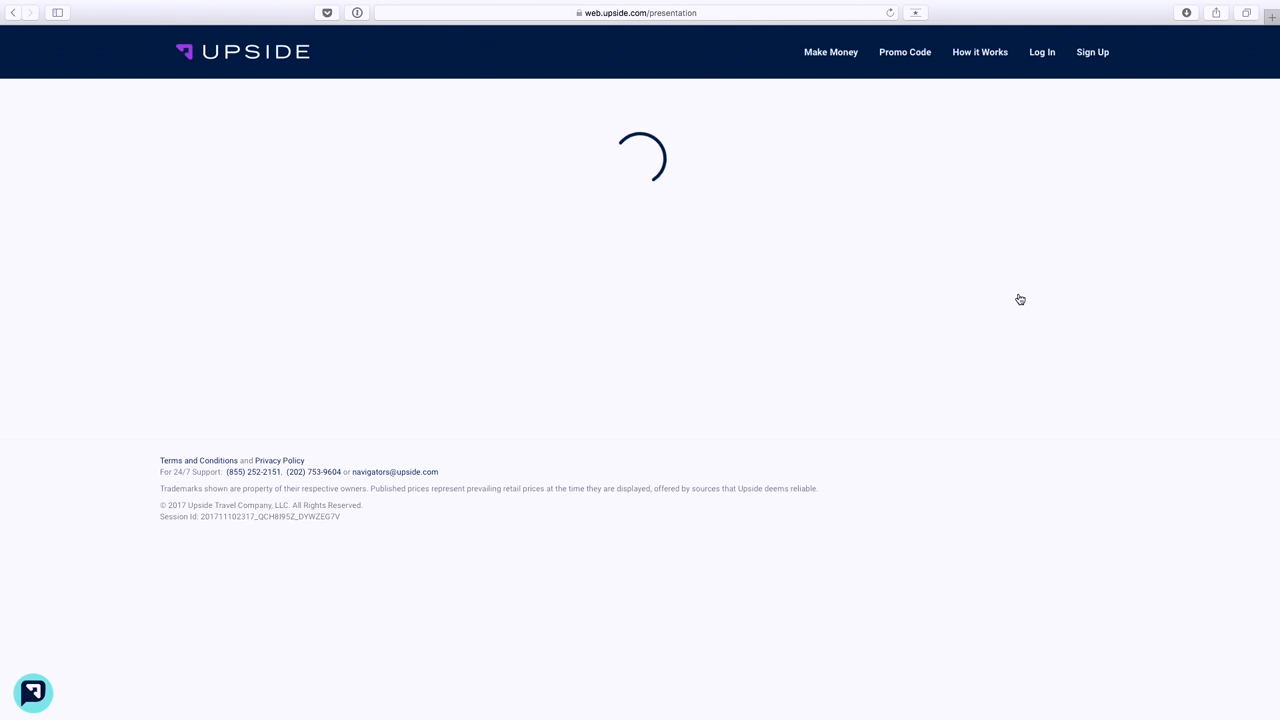 web.upside.com/presentation
UPSIDE
Make Money Promo Code How it Works Log In Sign Up
Terms and Conditions and Privacy Policy
For 24/7 Support: (855) 252-2151, (202) 753-9604 or navigators@upside.com
Trademarks shown are property of their respective owners. Published prices represent prevailing retail prices at the time they are displayed, offered by sources that Upside deems reliable.
© 2017 Upside Travel Company, LLC. All Rights Reserved.
Session Id: 201711102317_QCH8I95Z_DYWZEG7V